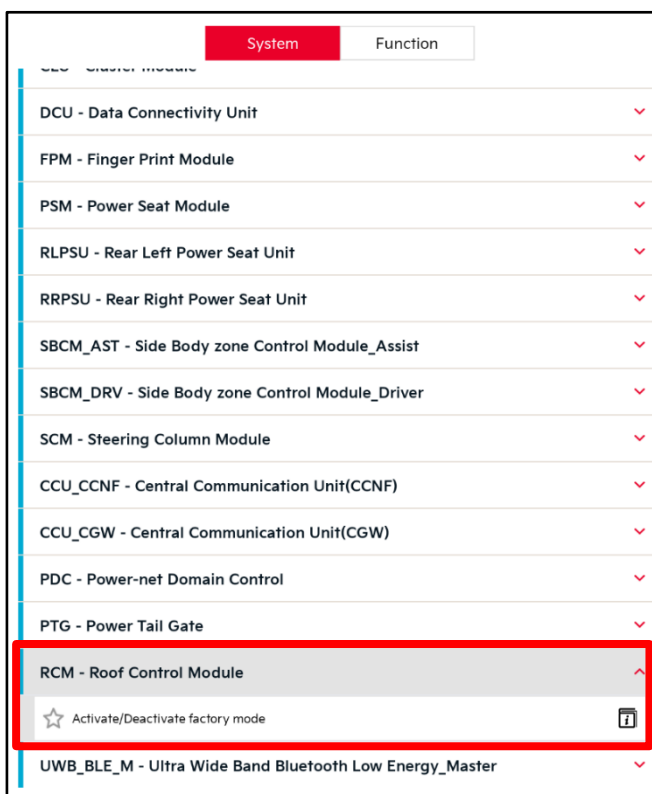 System
Function
DCU - Data Connectivity Unit
FPM - Finger Print Module
PSM - Power Seat Module
RLPSU - Rear Left Power Seat Unit
RRPSU - Rear Right Power Seat Unit
SBCM_AST - Side Body zone Control Module_Assist
SBCM_DRV - Side Body zone Control Module_Driver
SCM - Steering Column Module
CCU_CCNF - Central Communication Unit(CCNF)
CCU_CGW - Central Communication Unit(CGW)
PDC - Power-net Domain Control
PTG - Power Tail Gate
RCM - Roof Control Module
Activate/Deactivate factory mode
UWB_BLE_M - Ultra Wide Band Bluetooth Low Energy_Master